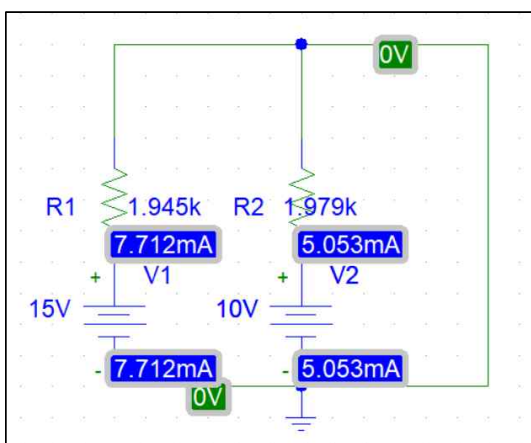 0V
R1 1.945k R2 1.979k
7.712mA 5.053mA
+ V1 + V2
15V 10V
- 7.712mA - 5.053mA
0V